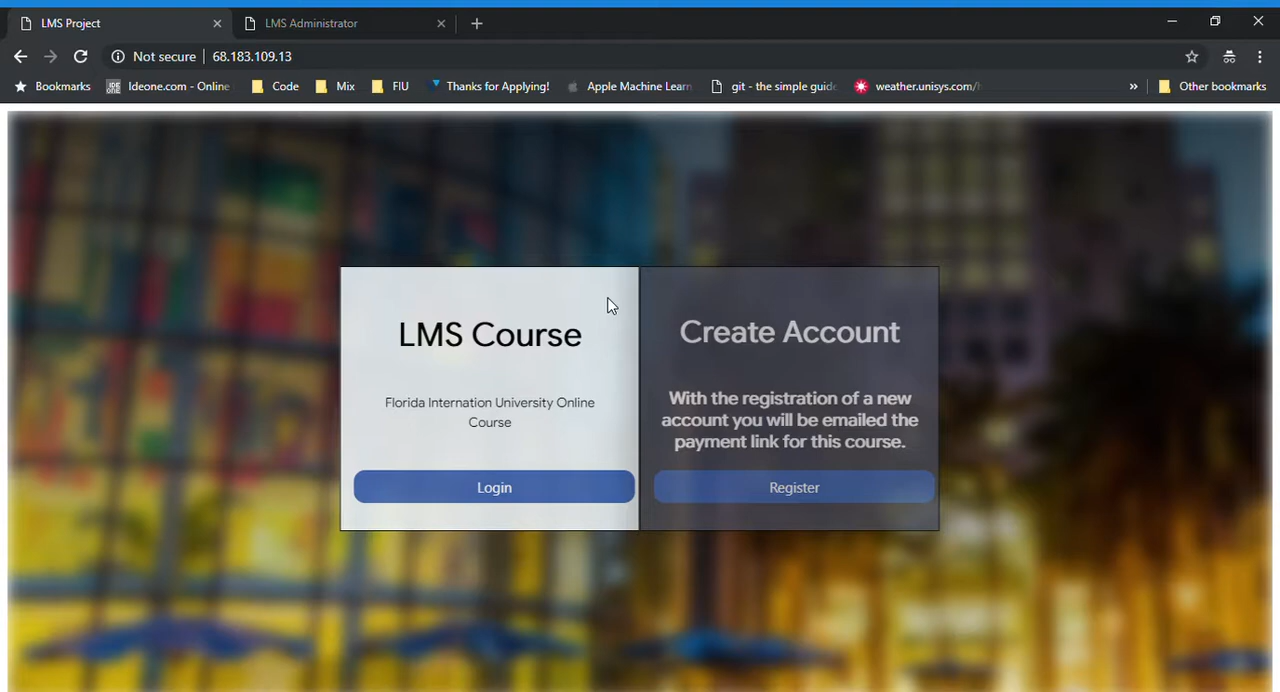 LMS Project
LMS Administrator
Not secure
68.183.109.13
Bookmarks
IDE ONE
Ideone.com - Online
Code
Mix
FIU
Thanks for Applying!
Apple Machine Learn
git - the simple guide
weather.unisys.com/
»
Other bookmarks
LMS Course
Florida Internation University Online
Course
Login
Create Account
With the registration of a new
account you will be emailed the
payment link for this course.
Register